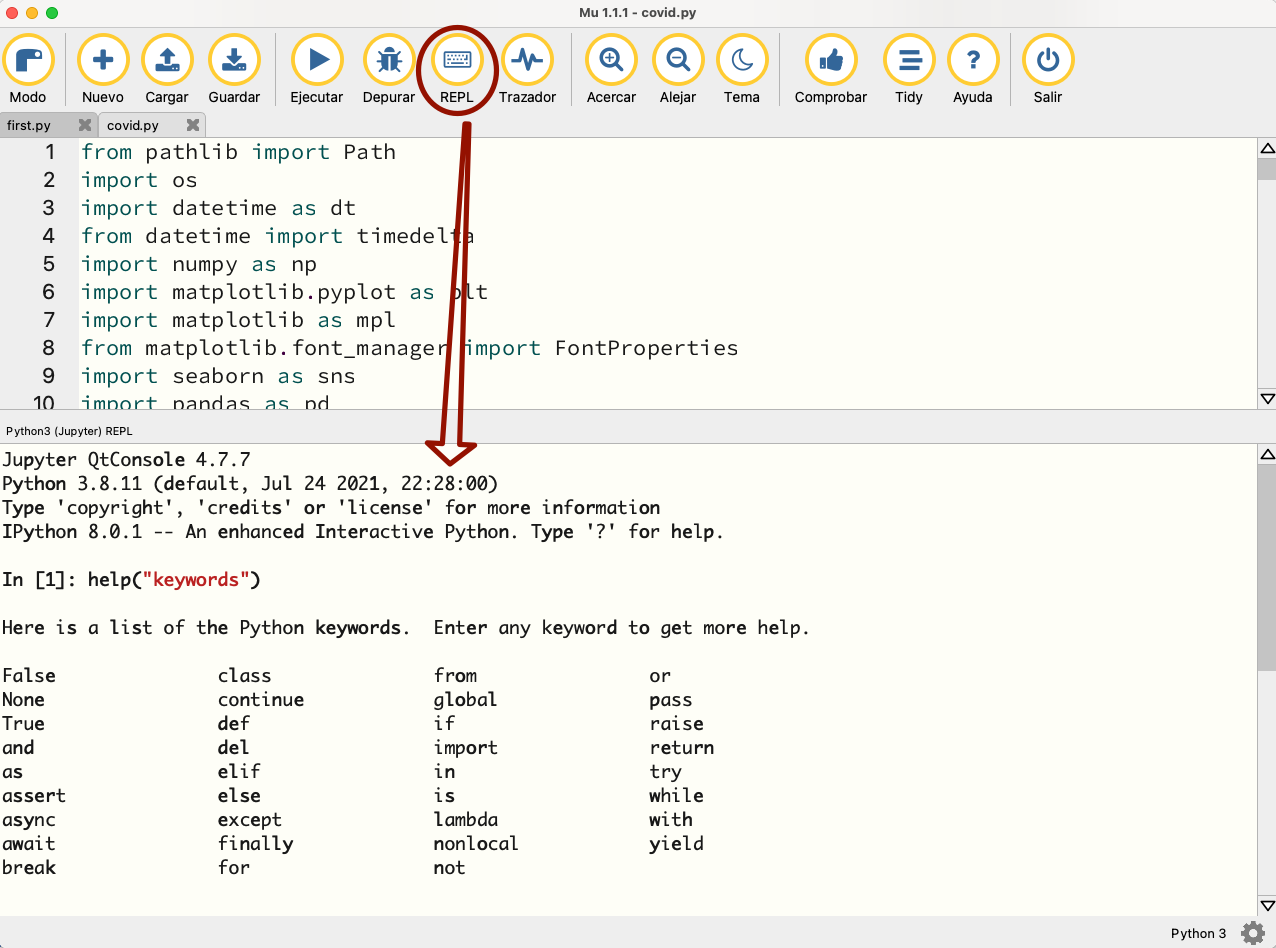 Mu 1.1.1 - covid.py
Modo Nuevo Cargar Guardar Ejecutar Depurar REPL Trazador Acercar Alejar Tema Comprobar Tidy Ayuda Salir
first.py covid.py
1 from pathlib import Path
2 import os
3 import datetime as dt
4 from datetime import timedelta
5 import numpy as np
6 import matplotlib.pyplot as plt
7 import matplotlib as mpl
8 from matplotlib.font_manager import FontProperties
9 import seaborn as sns
10 import pandas as pd
Python3 (Jupyter) REPL
Jupyter QtConsole 4.7.7
Python 3.8.11 (default, Jul 24 2021, 22:28:00)
Type 'copyright', 'credits' or 'license' for more information
IPython 8.0.1 -- An enhanced Interactive Python. Type '?' for help.
In [1]: help("keywords")
Here is a list of the Python keywords.  Enter any keyword to get more help.
False class from or
None continue global pass
True def if raise
and del import return
as elif in try
assert else is while
async except lambda with
await finally nonlocal yield
break for not
Python 3